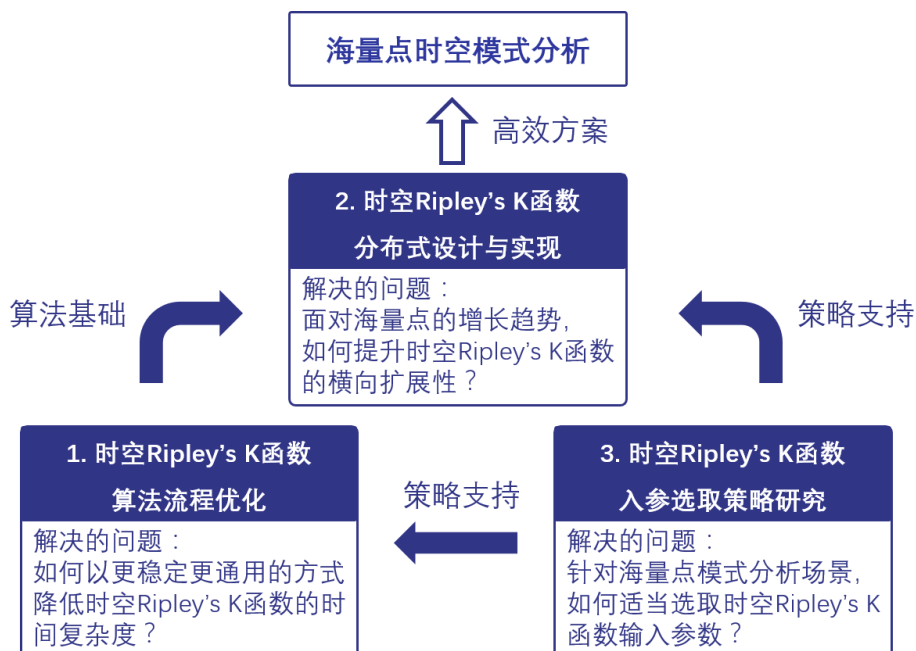 海量点时空模式分析
高效方案
2. 时空Ripley’s K函数
分布式设计与实现
解决的问题：
面对海量点的增长趋势，
如何提升时空Ripley’s K函数
的横向扩展性？
算法基础
策略支持
1. 时空Ripley’s K函数
算法流程优化
解决的问题：
如何以更稳定更通用的方式
降低时空Ripley’s K函数的时
间复杂度？
策略支持
3. 时空Ripley’s K函数
入参选取策略研究
解决的问题：
针对海量点模式分析场景，
如何适当选取时空Ripley’s K
函数输入参数？